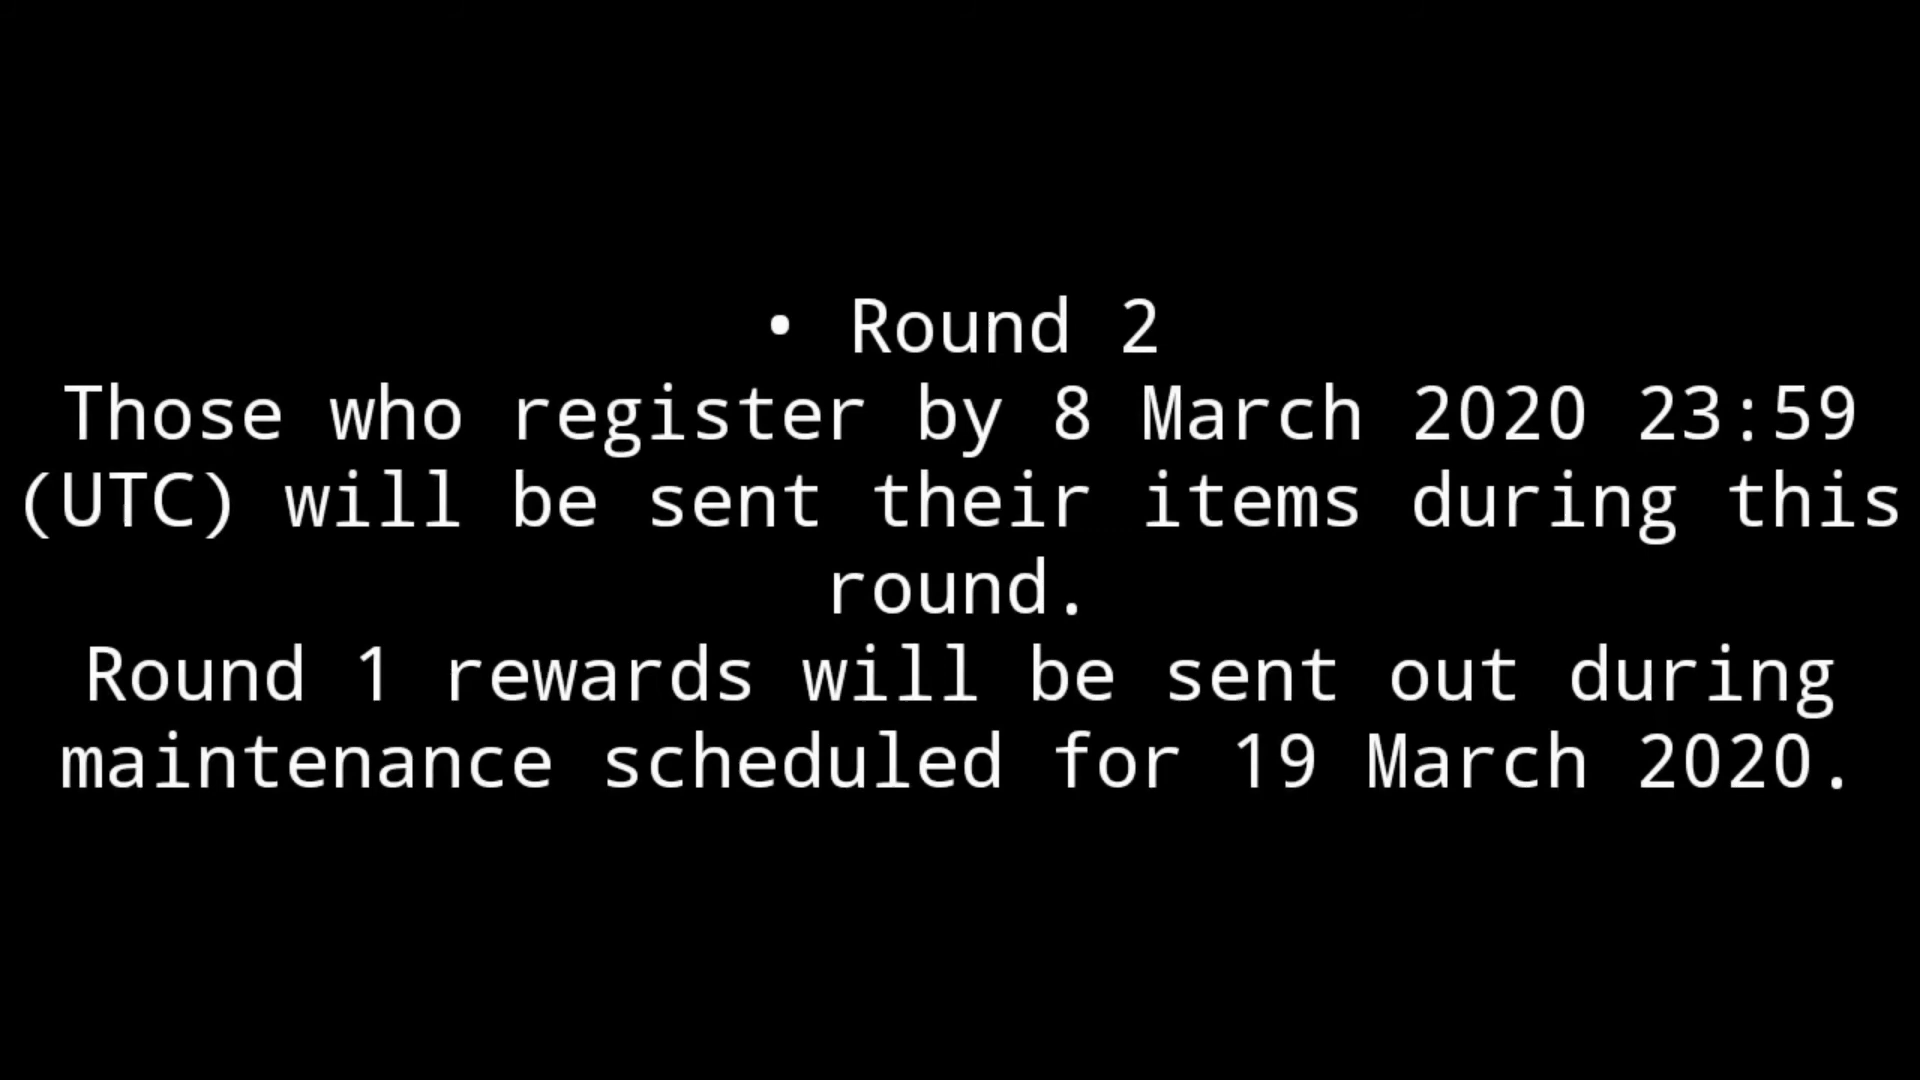 • Round 2
Those who register by 8 March 2020 23:59
(UTC) will be sent their items during this
round.
Round 1 rewards will be sent out during
maintenance scheduled for 19 March 2020.